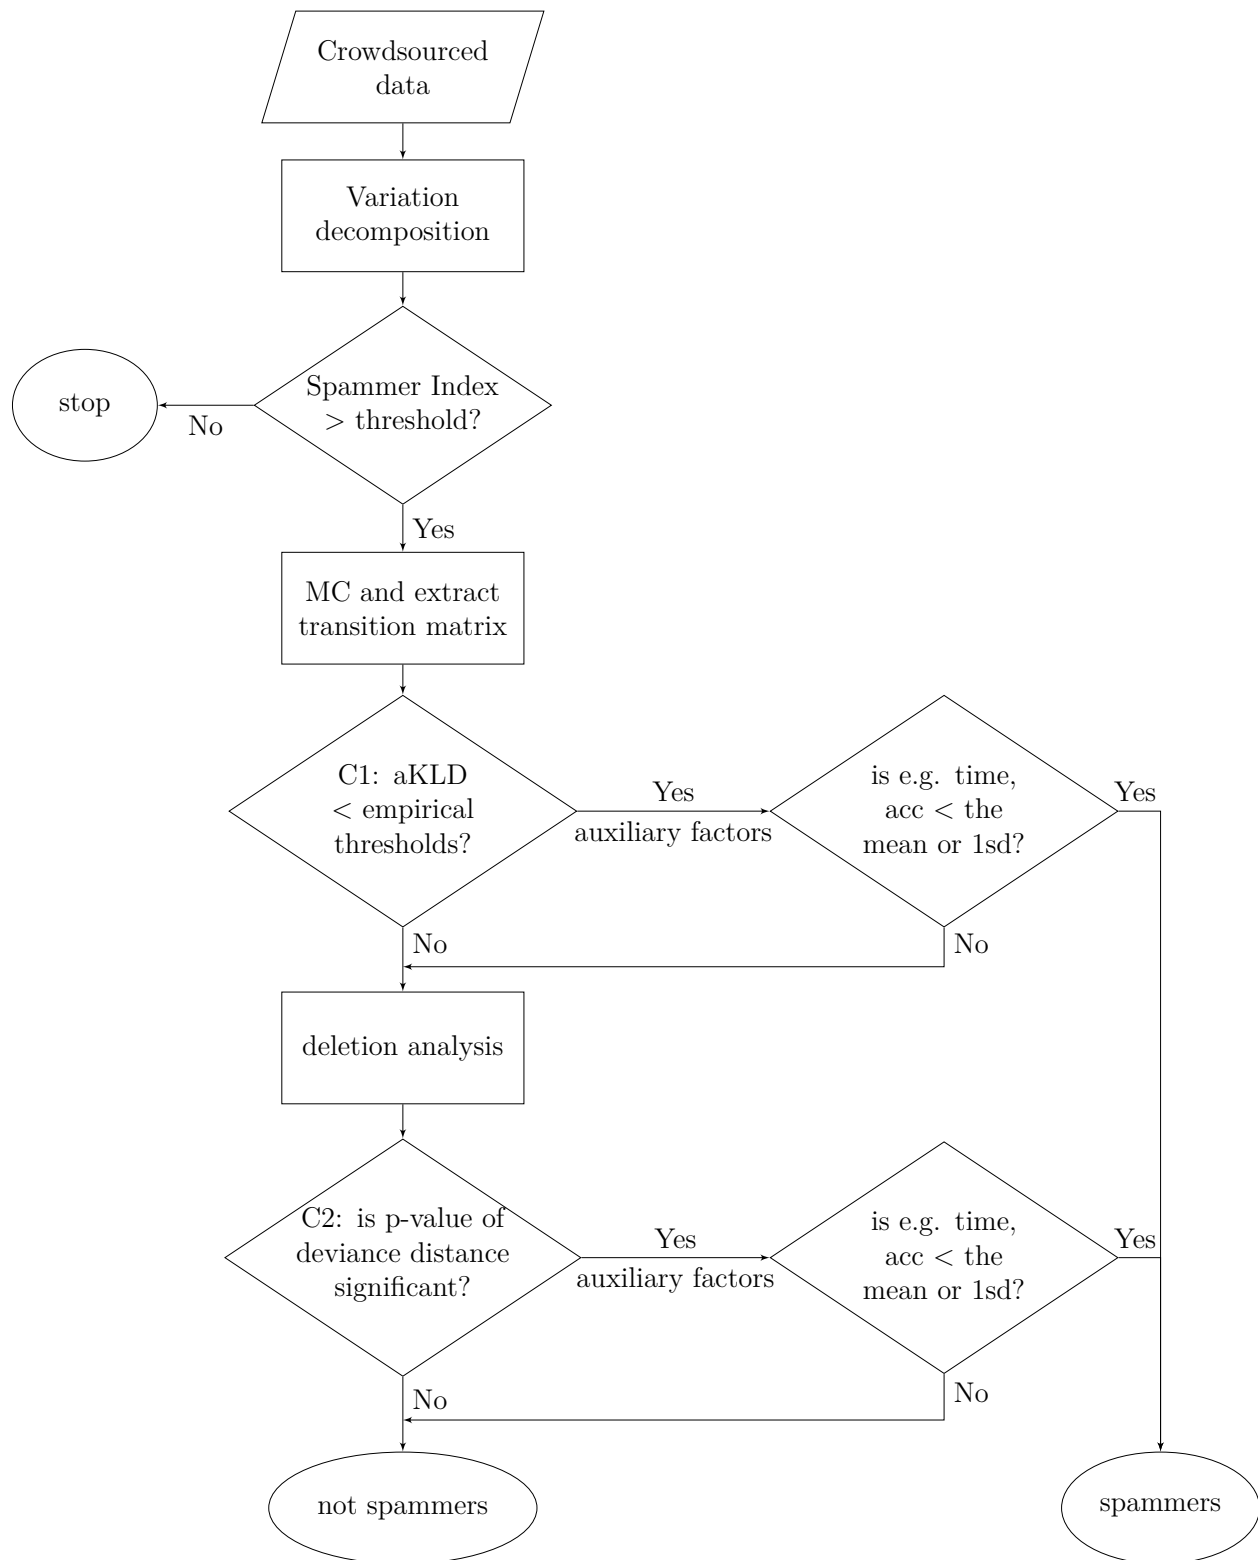 Crowdsourced
data
Variation
decomposition
Spammer Index
> threshold?
stop
No
Yes
MC and extract
transition matrix
C1: aKLD
< empirical
thresholds?
Yes
auxiliary factors
is e.g. time,
acc < the
mean or 1sd?
Yes
No
No
deletion analysis
C2: is p-value of
deviance distance
significant?
Yes
auxiliary factors
is e.g. time,
acc < the
mean or 1sd?
Yes
No
No
not spammers
spammers